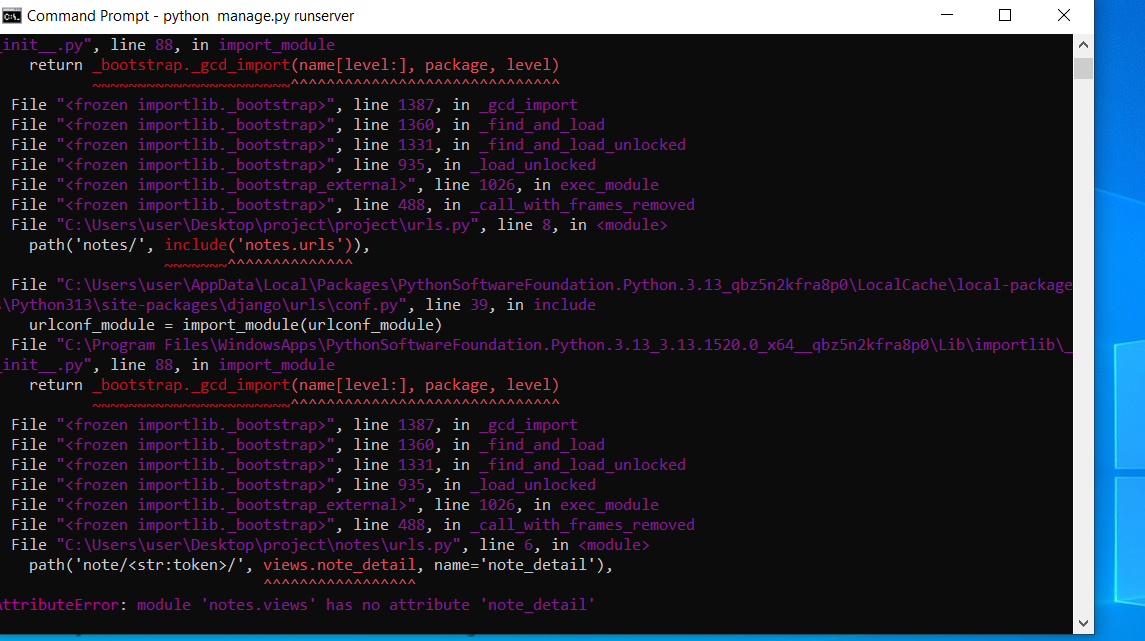 Command Prompt - python  manage.py runserver
_init__.py", line 88, in import_module
    return _bootstrap._gcd_import(name[level:], package, level)
           ~~~~~~~~~~~~~~~~~~~~~~^^^^^^^^^^^^^^^^^^^^^^^^^^^^^^
  File "<frozen importlib._bootstrap>", line 1387, in _gcd_import
  File "<frozen importlib._bootstrap>", line 1360, in _find_and_load
  File "<frozen importlib._bootstrap>", line 1331, in _find_and_load_unlocked
  File "<frozen importlib._bootstrap>", line 935, in _load_unlocked
  File "<frozen importlib._bootstrap_external>", line 1026, in exec_module
  File "<frozen importlib._bootstrap>", line 488, in _call_with_frames_removed
  File "C:\Users\user\Desktop\project\project\urls.py", line 8, in <module>
    path('notes/', include('notes.urls')),
                   ~~~~~~~^^^^^^^^^^^^^^
  File "C:\Users\user\AppData\Local\Packages\PythonSoftwareFoundation.Python.3.13_qbz5n2kfra8p0\LocalCache\local-package
s\Python313\site-packages\django\urls\conf.py", line 39, in include
    urlconf_module = import_module(urlconf_module)
  File "C:\Program Files\WindowsApps\PythonSoftwareFoundation.Python.3.13_3.13.1520.0_x64__qbz5n2kfra8p0\Lib\importlib\_
_init__.py", line 88, in import_module
    return _bootstrap._gcd_import(name[level:], package, level)
           ~~~~~~~~~~~~~~~~~~~~~~^^^^^^^^^^^^^^^^^^^^^^^^^^^^^^
  File "<frozen importlib._bootstrap>", line 1387, in _gcd_import
  File "<frozen importlib._bootstrap>", line 1360, in _find_and_load
  File "<frozen importlib._bootstrap>", line 1331, in _find_and_load_unlocked
  File "<frozen importlib._bootstrap>", line 935, in _load_unlocked
  File "<frozen importlib._bootstrap_external>", line 1026, in exec_module
  File "<frozen importlib._bootstrap>", line 488, in _call_with_frames_removed
  File "C:\Users\user\Desktop\project\notes\urls.py", line 6, in <module>
    path('note/<str:token>/', views.note_detail, name='note_detail'),
                              ^^^^^^^^^^^^^^^^^
AttributeError: module 'notes.views' has no attribute 'note_detail'